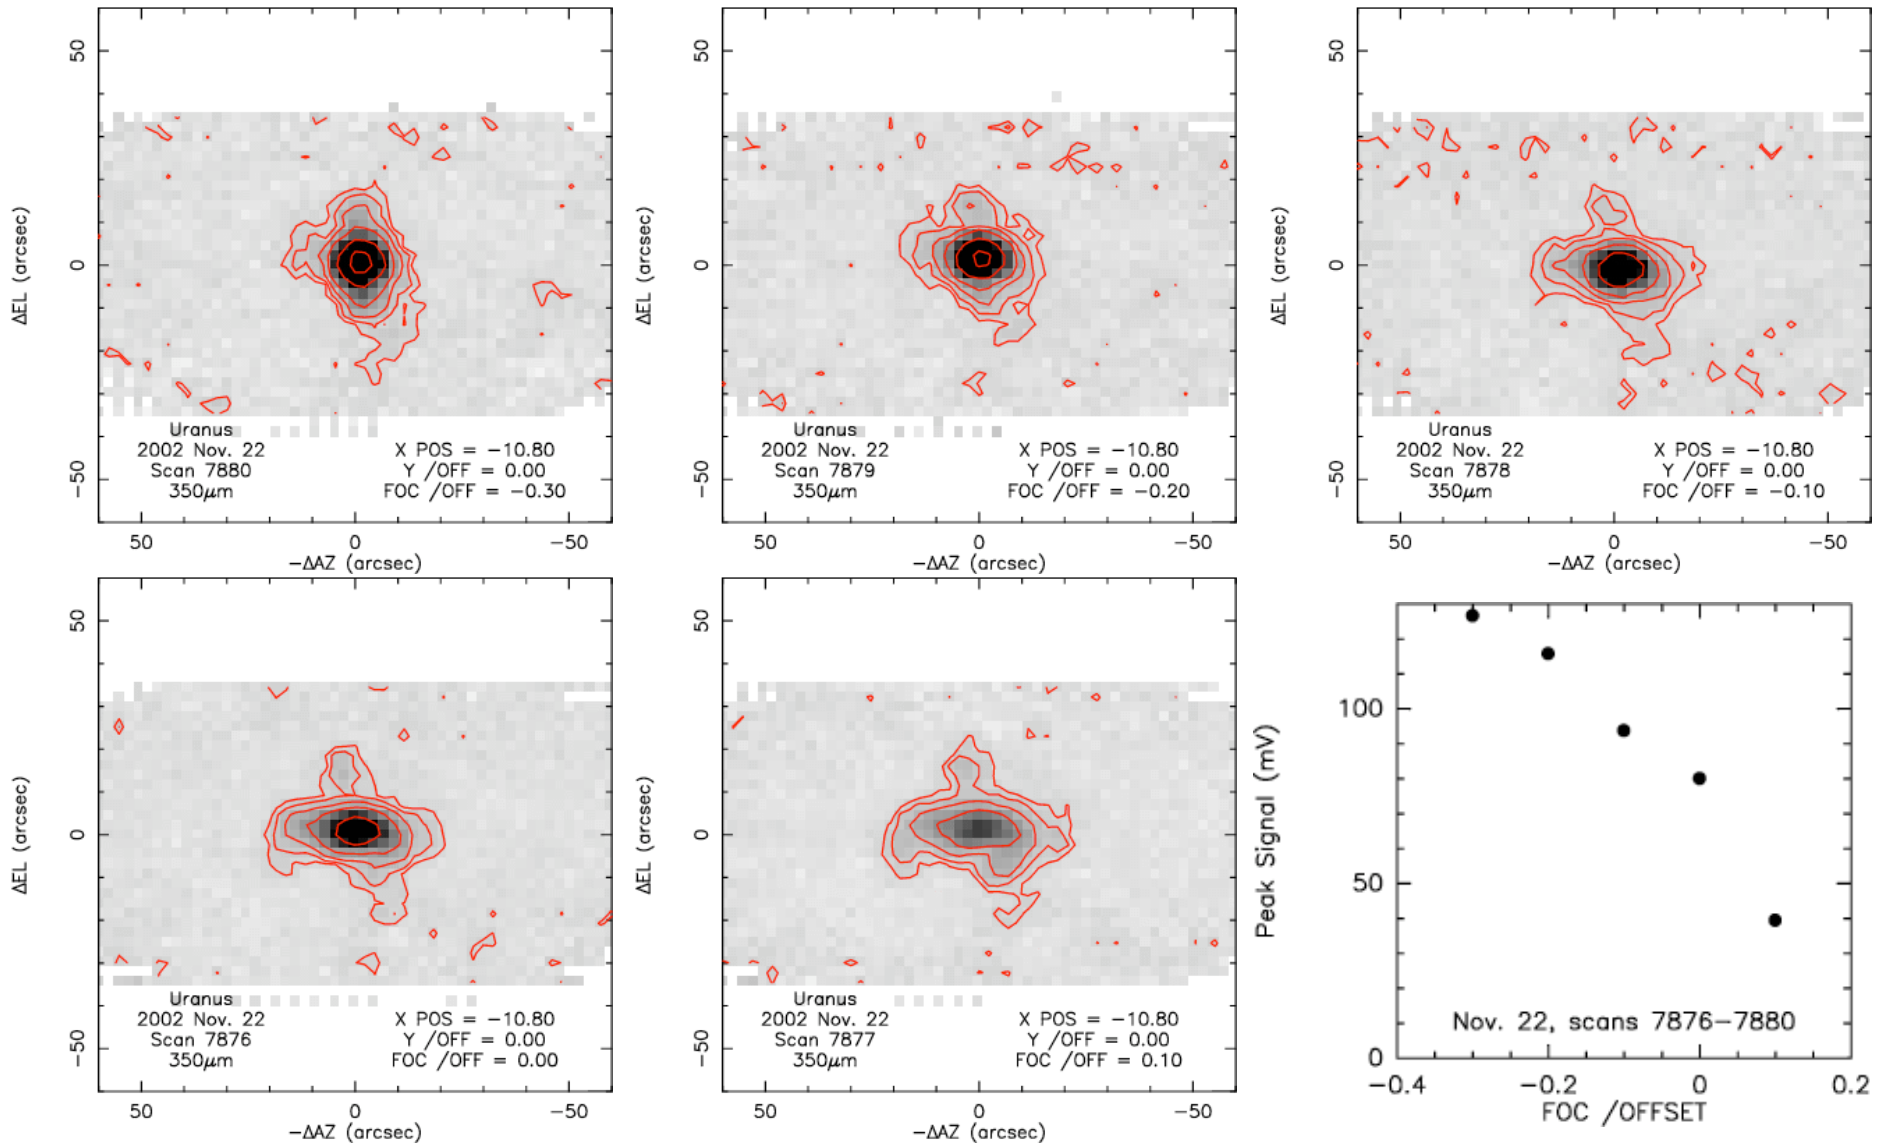 ΔEL (arcsec)
50
0
−50
Uranus
2002 Nov. 22
Scan 7880
350μm
X POS = −10.80
Y /OFF = 0.00
FOC /OFF = −0.30
50
0
−50
−ΔAZ (arcsec)
ΔEL (arcsec)
50
0
−50
Uranus
2002 Nov. 22
Scan 7879
350μm
X POS = −10.80
Y /OFF = 0.00
FOC /OFF = −0.20
50
0
−50
−ΔAZ (arcsec)
ΔEL (arcsec)
50
0
−50
Uranus
2002 Nov. 22
Scan 7878
350μm
X POS = −10.80
Y /OFF = 0.00
FOC /OFF = −0.10
50
0
−50
−ΔAZ (arcsec)
ΔEL (arcsec)
50
0
−50
Uranus
2002 Nov. 22
Scan 7876
350μm
X POS = −10.80
Y /OFF = 0.00
FOC /OFF = 0.00
50
0
−50
−ΔAZ (arcsec)
ΔEL (arcsec)
50
0
−50
Uranus
2002 Nov. 22
Scan 7877
350μm
X POS = −10.80
Y /OFF = 0.00
FOC /OFF = 0.10
50
0
−50
−ΔAZ (arcsec)
Peak Signal (mV)
100
50
0
Nov. 22, scans 7876−7880
−0.4
−0.2
0
0.2
FOC /OFFSET